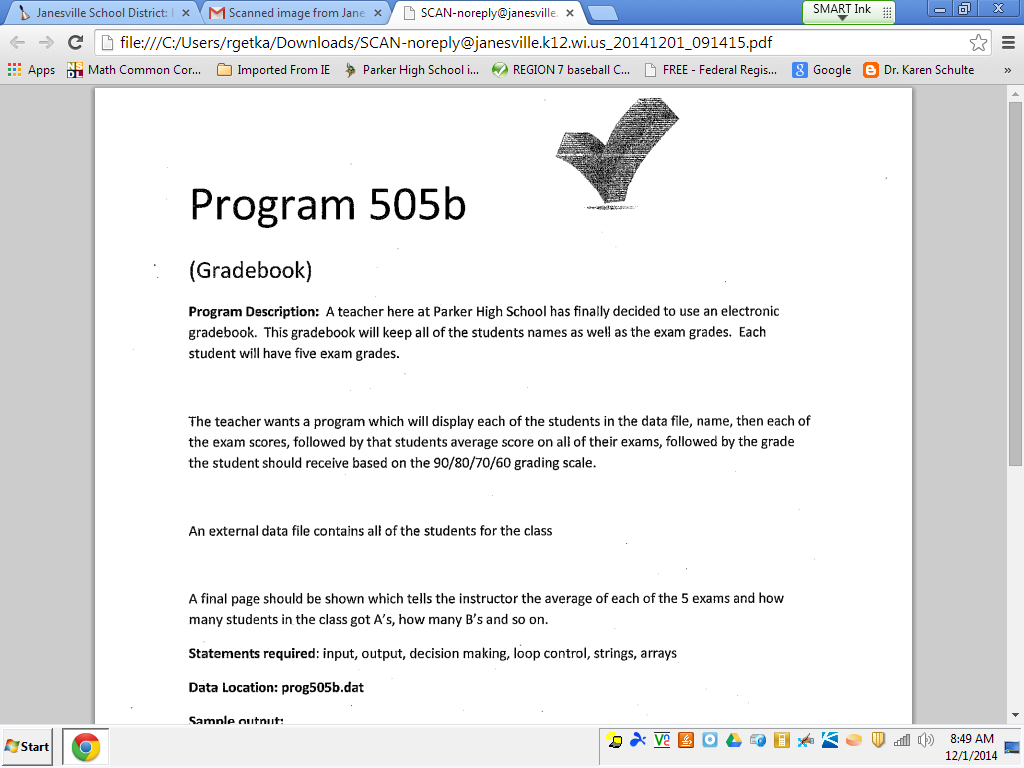 Janesville School District:
Scanned image from Jane
SCAN-noreply@janesville.
SMART Ink
file:///C:/Users/rgetka/Downloads/SCAN-noreply@janesville.k12.wi.us_20141201_091415.pdf
Apps
Math Common Cor...
Imported From IE
Parker High School i...
REGION 7 baseball C...
FREE - Federal Regis...
Google
Dr. Karen Schulte
»
Program 505b
(Gradebook)
Program Description: A teacher here at Parker High School has finally decided to use an electronic
gradebook. This gradebook will keep all of the students names as well as the exam grades. Each
student will have five exam grades.
The teacher wants a program which will display each of the students in the data file, name, then each of
the exam scores, followed by that students average score on all of their exams, followed by the grade
the student should receive based on the 90/80/70/60 grading scale.
An external data file contains all of the students for the class
A final page should be shown which tells the instructor the average of each of the 5 exams and how
many students in the class got A's, how many B's and so on.
Statements required: input, output, decision making, loop control, strings, arrays
Data Location: prog505b.dat
Sample output:
Start
8:49 AM
12/1/2014